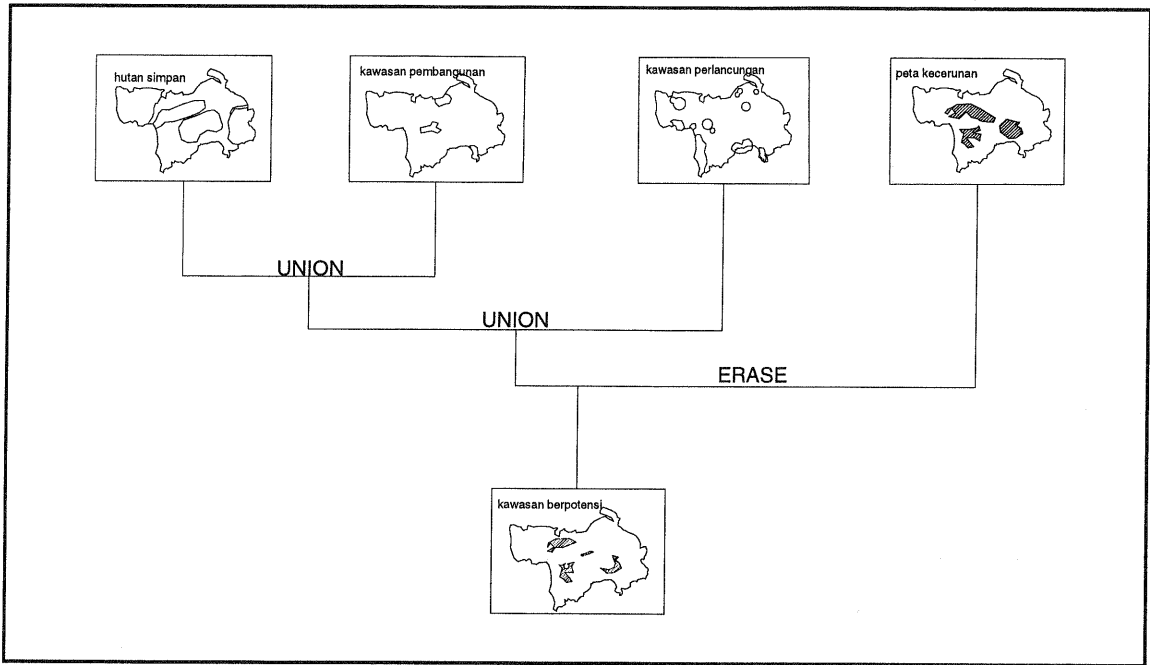 hutan simpan
kawasan pembangunan
kawasan perlancungan
peta kecerunan
UNION
UNION
ERASE
kawasan berpotensi